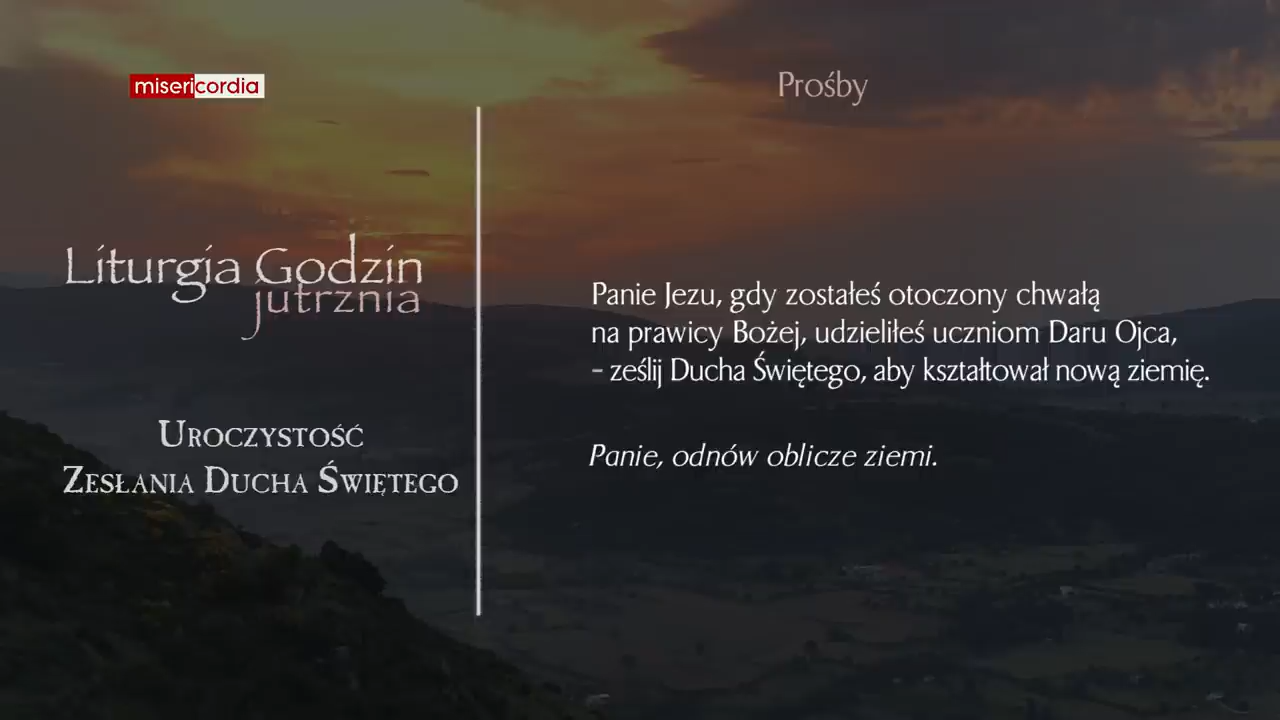 misericordia
Prośby
Liturgia Godzin
jutrznia
Uroczystość
Zesłania Ducha Świętego
Panie Jezu, gdy zostałeś otoczony chwałą
na prawicy Bożej, udzieliłeś uczniom Daru Ojca,
- ześlij Ducha Świętego, aby kształtował nową ziemię.
Panie, odnów oblicze ziemi.